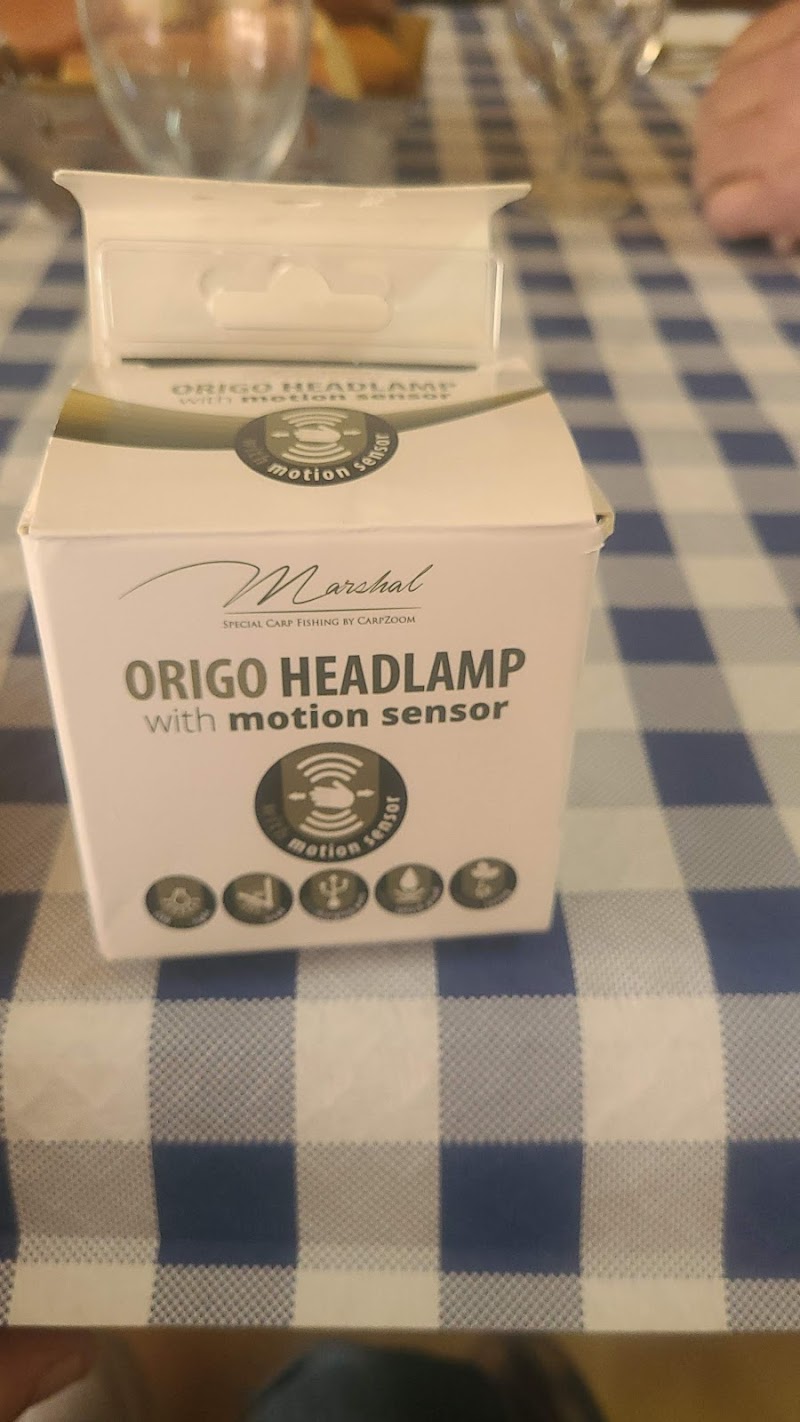 ORIGO HEADLAMP
with motion sensor
with motion sensor
Marshal
SPECIAL CARP FISHING BY CARPZOOM
ORIGO HEADLAMP
with motion sensor
with motion sensor